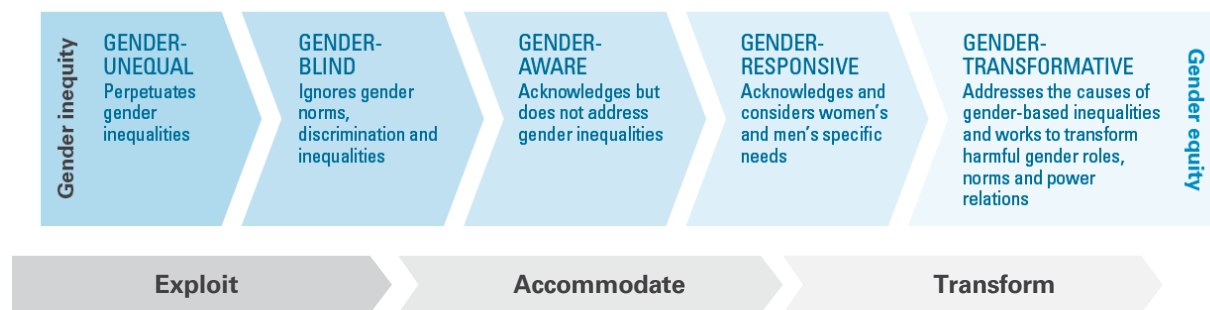 Gender inequity
GENDER-
UNEQUAL
Perpetuates
gender
inequalities
GENDER-
BLIND
Ignores gender
norms,
discrimination and
inequalities
GENDER-
AWARE
Acknowledges but
does not address
gender inequalities
GENDER-
RESPONSIVE
Acknowledges and
considers women’s
and men’s specific
needs
GENDER-
TRANSFORMATIVE
Addresses the causes of
gender-based inequalities
and works to transform
harmful gender roles,
norms and power
relations
Gender equity
Exploit
Accommodate
Transform